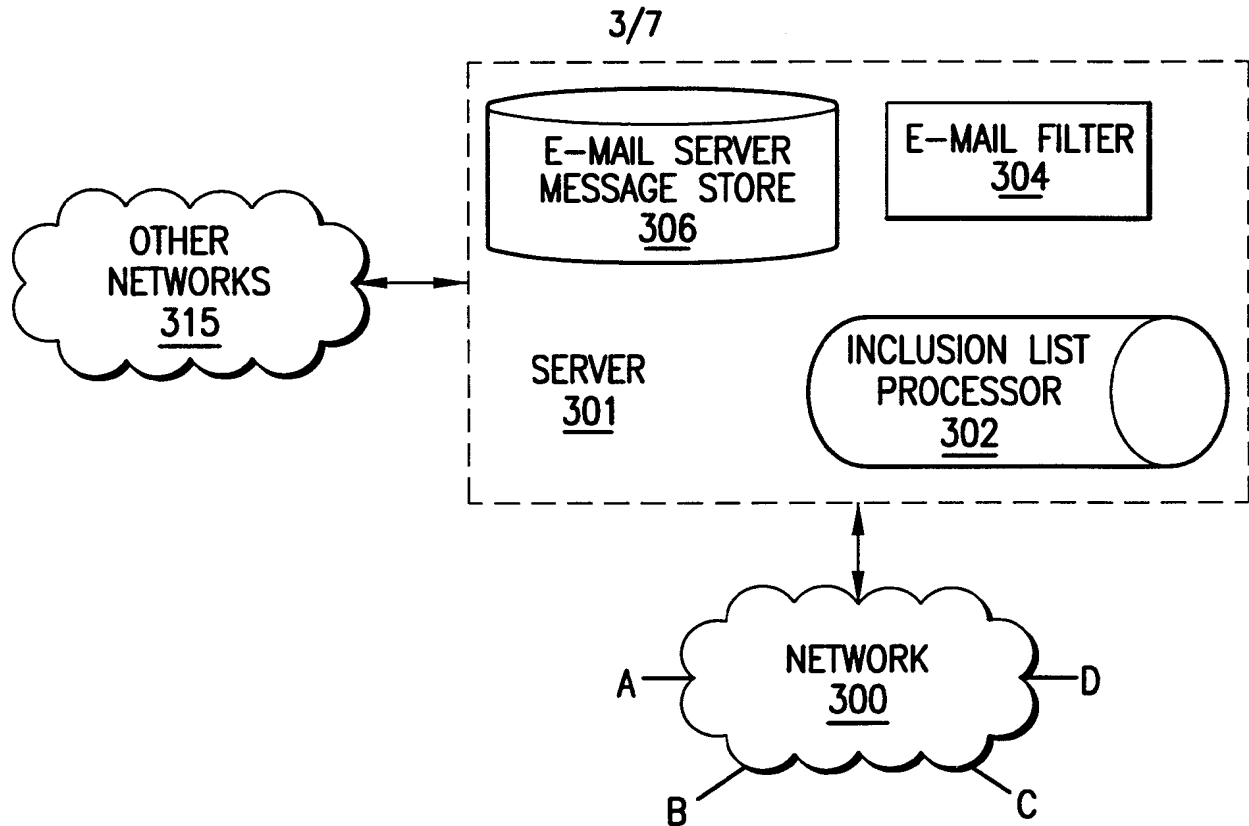 3/7
E-MAIL SERVER
MESSAGE STORE
306
E-MAIL FILTER
304
OTHER
NETWORKS
315
SERVER
301
INCLUSION LIST
PROCESSOR
302
NETWORK
300
A
D
B
C